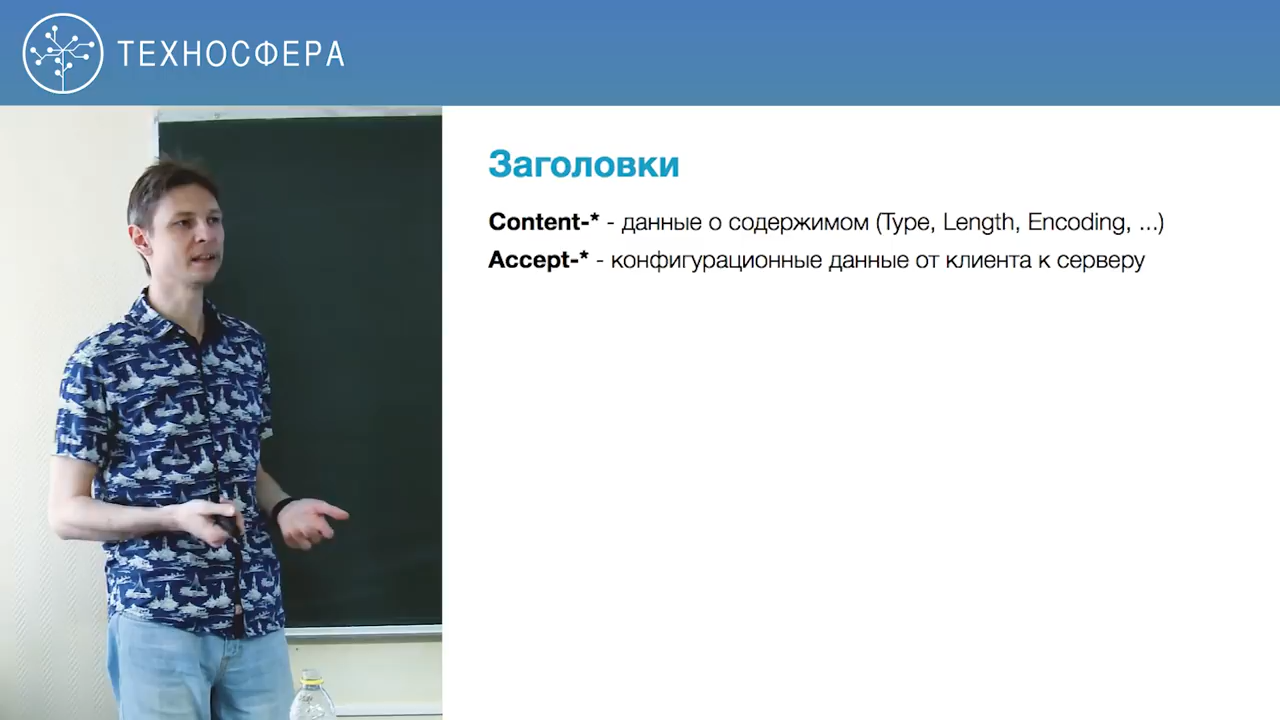 ТЕХНОСФЕРА
Заголовки
Content-* - данные о содержимом (Type, Length, Encoding, ...)
Accept-* - конфигурационные данные от клиента к серверу